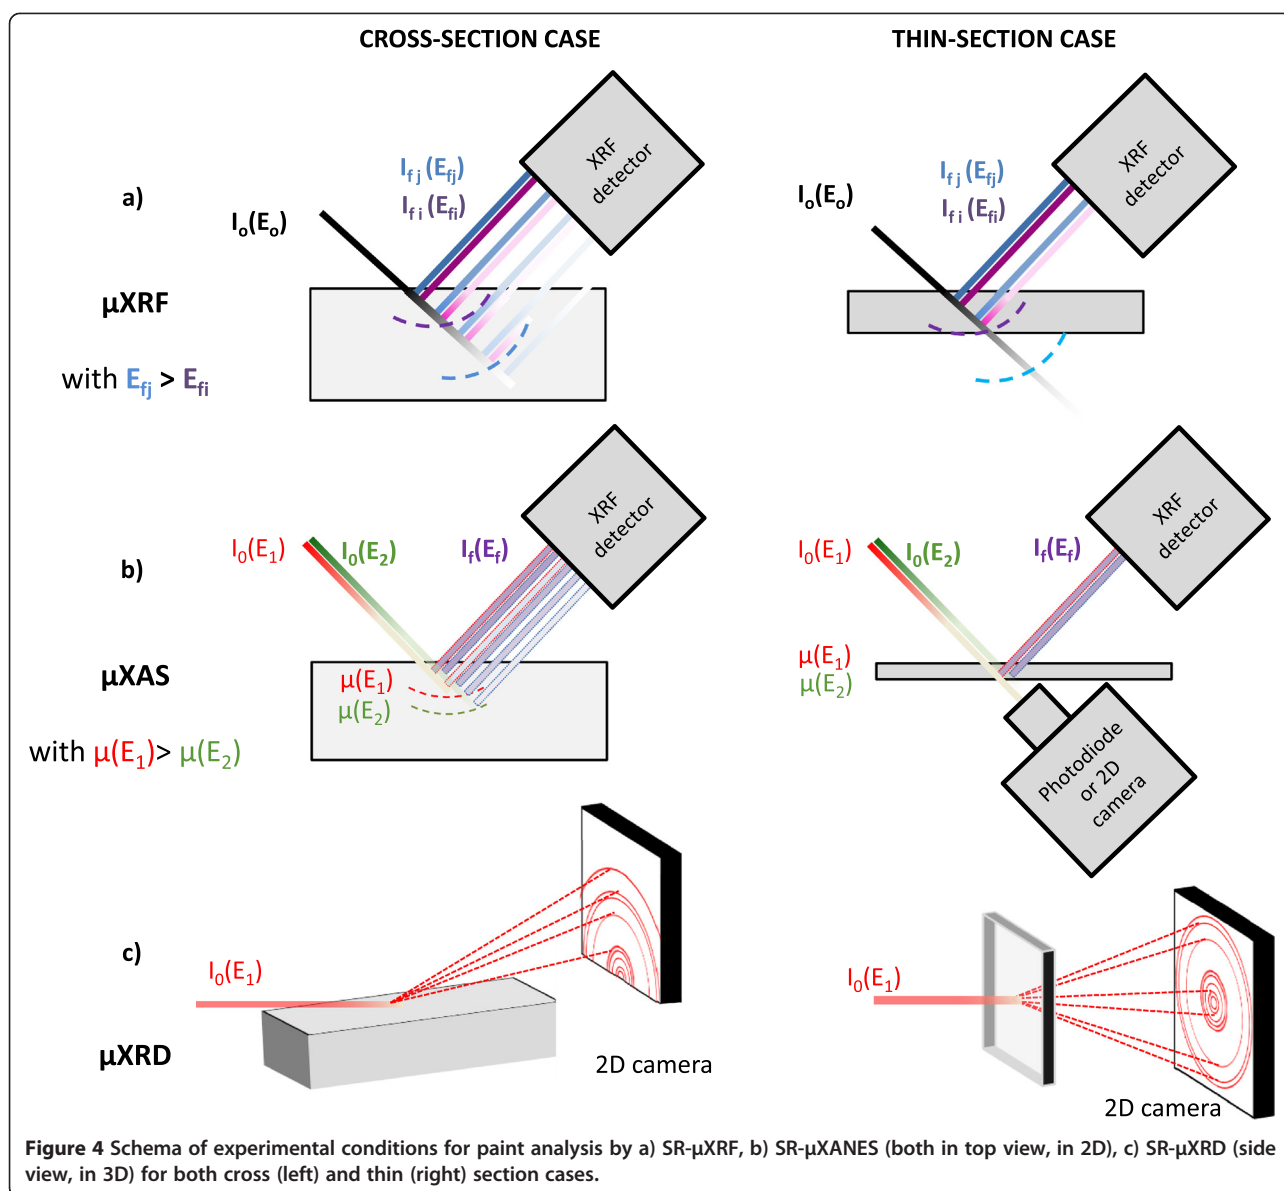 CROSS-SECTION CASE
THIN-SECTION CASE
a)
I_o(E_o)
I_fj (E_fj)
I_fi (E_fi)
XRF
detector
I_o(E_o)
I_fj (E_fj)
I_fi (E_fi)
XRF
detector
μXRF
with E_fj > E_fi
b)
I_0(E_1)
I_0(E_2)
I_f(E_f)
XRF
detector
I_0(E_1)
I_0(E_2)
I_f(E_f)
XRF
detector
μXAS
μ(E_1)
μ(E_2)
μ(E_1)
μ(E_2)
with μ(E_1)> μ(E_2)
Photodiode
or 2D
camera
c)
I_0(E_1)
I_0(E_1)
μXRD
2D camera
2D camera
Figure 4 Schema of experimental conditions for paint analysis by a) SR-μXRF, b) SR-μXANES (both in top view, in 2D), c) SR-μXRD (side
view, in 3D) for both cross (left) and thin (right) section cases.